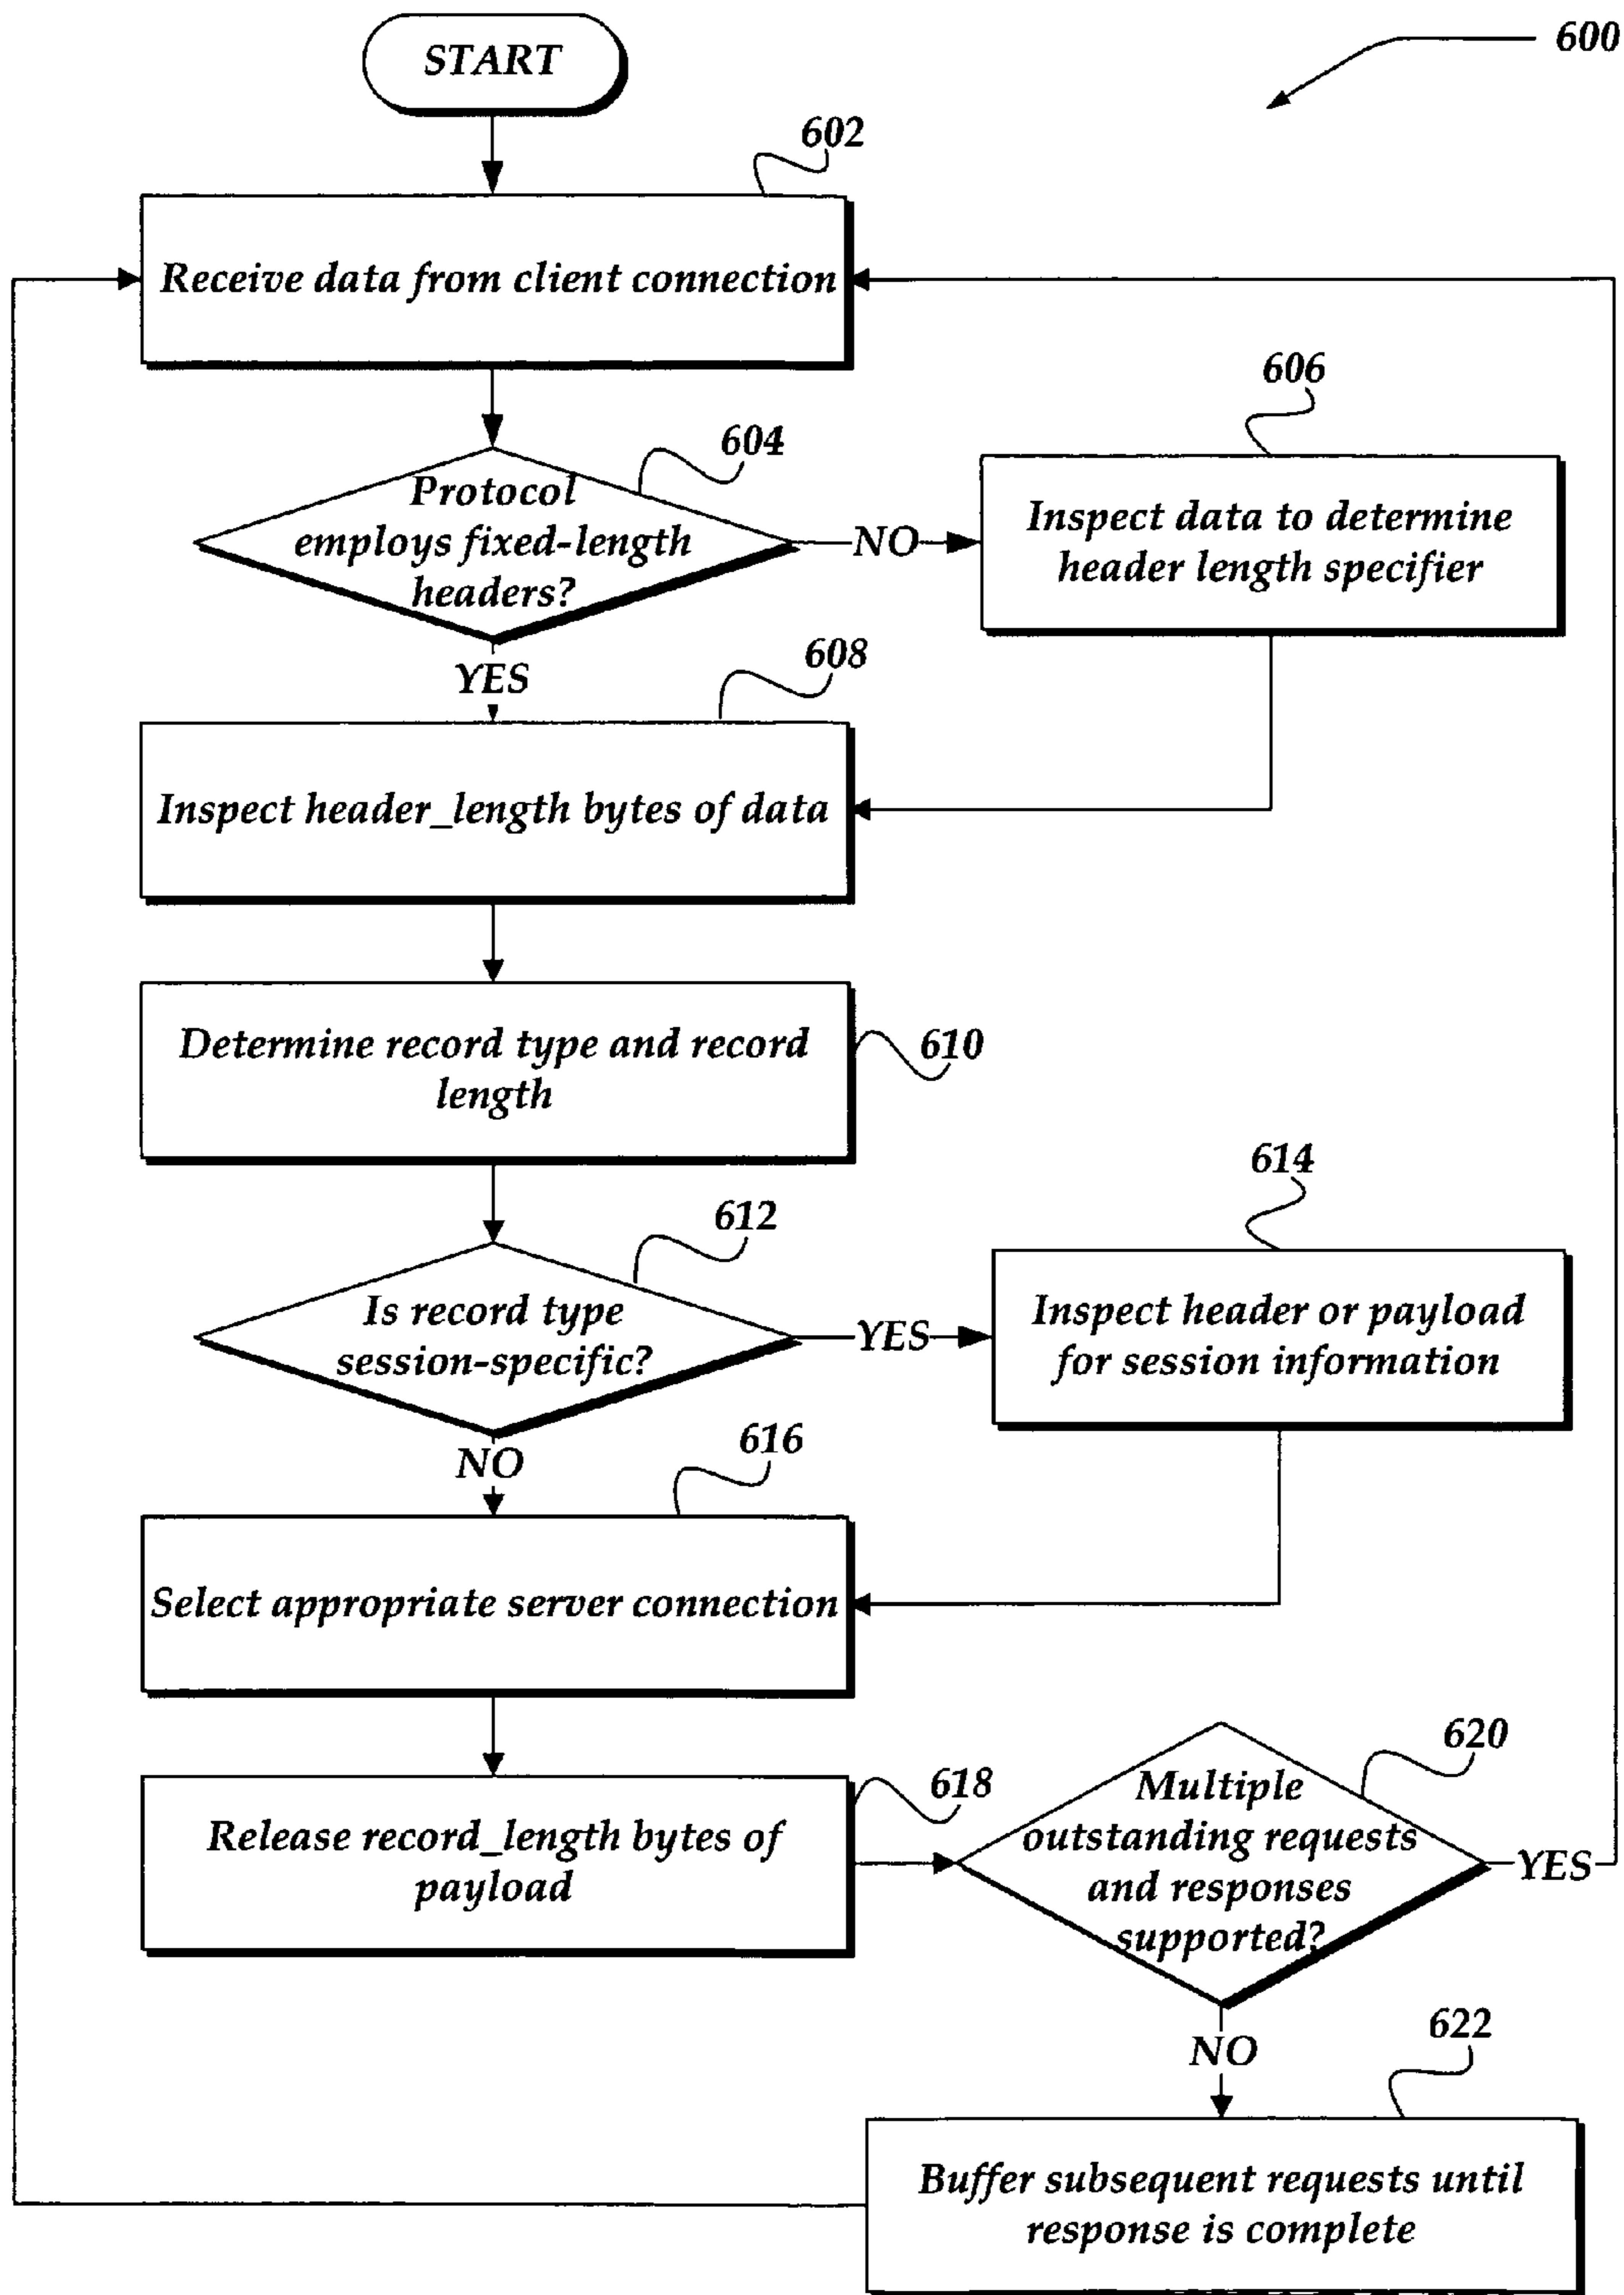 START
600
602
Receive data from client connection
604
Protocol
employs fixed-length
headers?
NO
606
Inspect data to determine
header length specifier
YES
608
Inspect header_length bytes of data
Determine record type and record
length
610
612
Is record type
session-specific?
YES
614
Inspect header or payload
for session information
NO
616
Select appropriate server connection
618
Release record_length bytes of
payload
620
Multiple
outstanding requests
and responses
supported?
YES
NO
622
Buffer subsequent requests until
response is complete